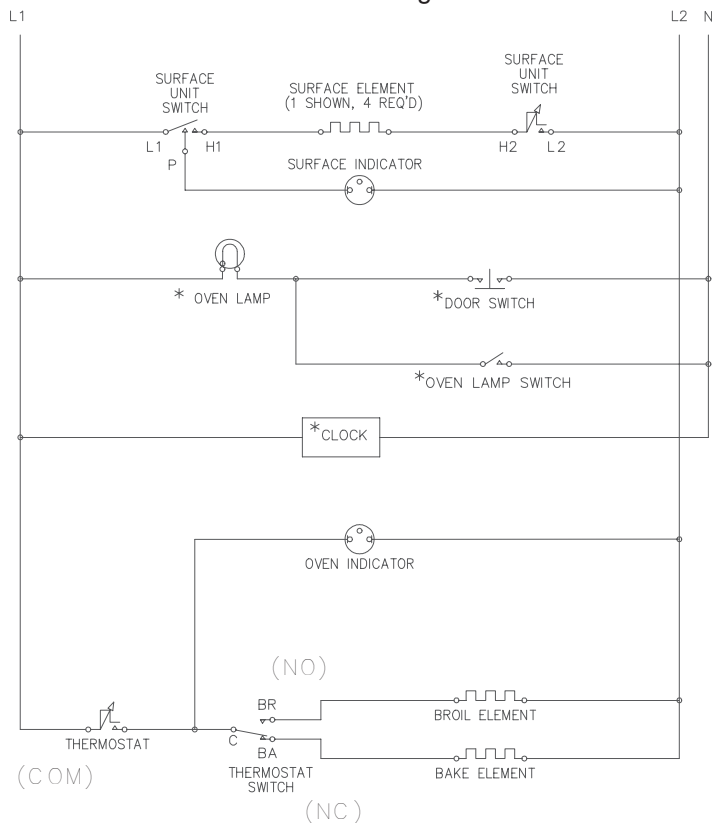 L1
L2 N
SURFACE
UNIT
SWITCH
SURFACE ELEMENT
(1 SHOWN, 4 REQ'D)
SURFACE
UNIT
SWITCH
L1
H1
H2
L2
P
SURFACE INDICATOR
* OVEN LAMP
*DOOR SWITCH
*OVEN LAMP SWITCH
*CLOCK
OVEN INDICATOR
(NO)
BR
BROIL ELEMENT
THERMOSTAT
C
BA
THERMOSTAT
SWITCH
BAKE ELEMENT
(COM)
(NC)